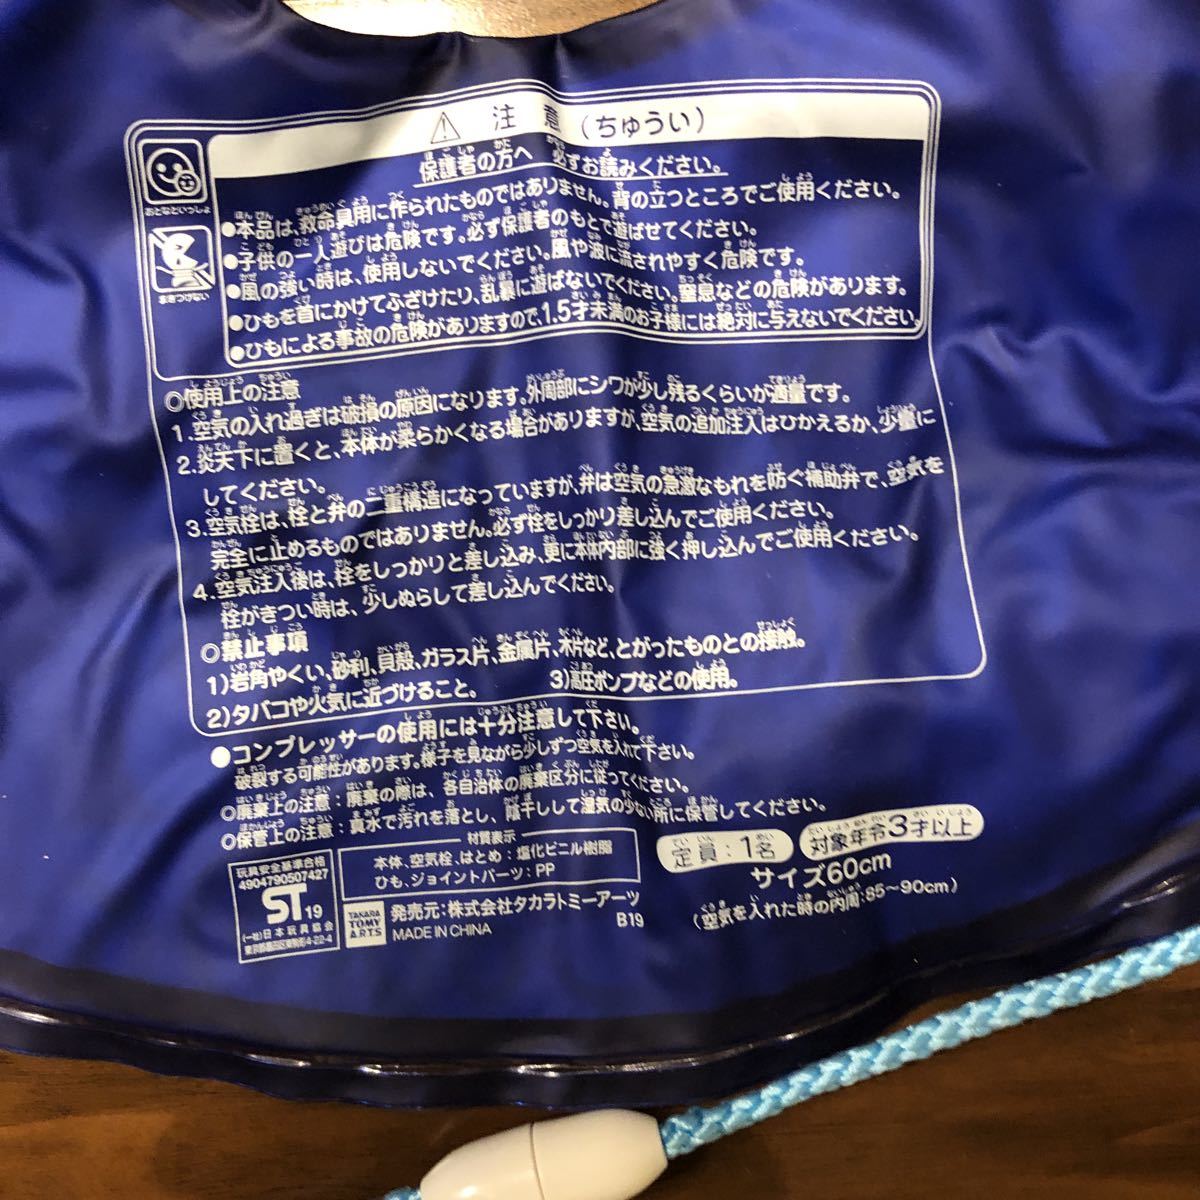 ⚠ 注意(ちゅうい)
保護者の方へ 必ずお読みください。
おとなといっしょ
まきつけない
●本品は、救命具用に作られたものではありません。背の立つところでご使用ください。
●子供の一人遊びは危険です。必ず保護者のもとで遊ばせてください。
●風の強い時は、使用しないでください。風や波に流されやすく危険です。
●ひもを首にかけてふざけたり、乱暴に遊ばないでください。窒息などの危険があります。
●ひもによる事故の危険がありますので、1.5才未満のお子様には絶対に与えないでください。
◎使用上の注意
1.空気の入れ過ぎは破損の原因になります。外周部にシワが少し残るくらいが適量です。
2.炎天下に置くと、本体が柔らかくなる場合がありますが、空気の追加注入はひかえるか、少量に
してください。
3.空気栓は、栓と弁の二重構造になっていますが、弁は空気の急激なもれを防ぐ補助弁で、空気を
完全に止めるものではありません。必ず栓をしっかり差し込んでご使用ください。
4.空気注入後は、栓をしっかりと差し込み、更に本体内部に強く押し込んでご使用ください。
栓がきつい時は、少しぬらして差し込んでください。
◎禁止事項
1)岩角やくい、砂利、貝殻、ガラス片、金属片、木片など、とがったものとの接触。
2)タバコや火気に近づけること。 3)高圧ポンプなどの使用。
●コンプレッサーの使用には十分注意して下さい。
破裂する可能性があります。様子を見ながら少しずつ空気を入れて下さい。
◎廃棄上の注意:廃棄の際は、各自治体の廃棄区分に従ってください。
◎保管上の注意:真水で汚れを落とし、陰干しして湿気の少ない所に保管してください。
玩具安全基準合格
4904790507427
ST 19
(一社)日本玩具協会
東京都墨田区東駒形4-22-4
材質表示
本体、空気栓、はとめ:塩化ビニル樹脂
ひも、ジョイントパーツ:PP
TAKARA TOMY ARTS
発売元:株式会社タカラトミーアーツ
MADE IN CHINA B19
定員:1名 対象年令3才以上
サイズ60cm
(空気を入れた時の内周:85~90cm)